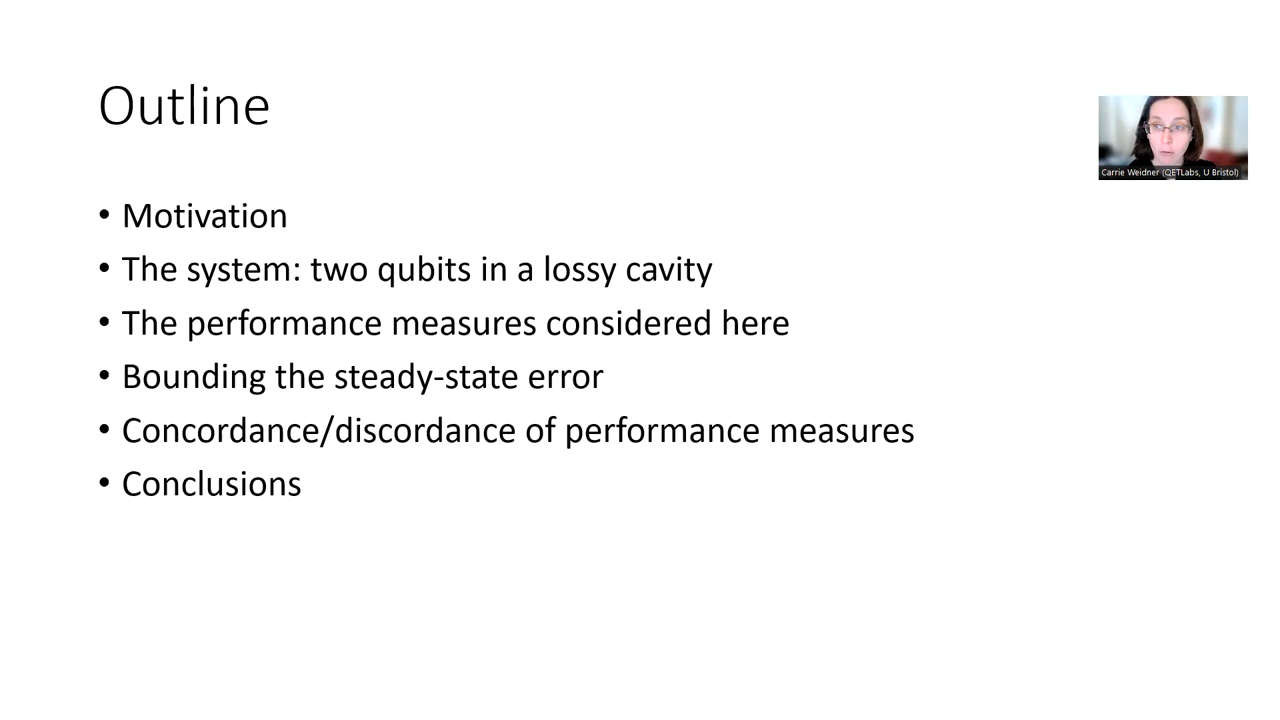 Outline
• Motivation
• The system: two qubits in a lossy cavity
• The performance measures considered here
• Bounding the steady-state error
• Concordance/discordance of performance measures
• Conclusions
Carrie Weidner (QETLabs, U Bristol)